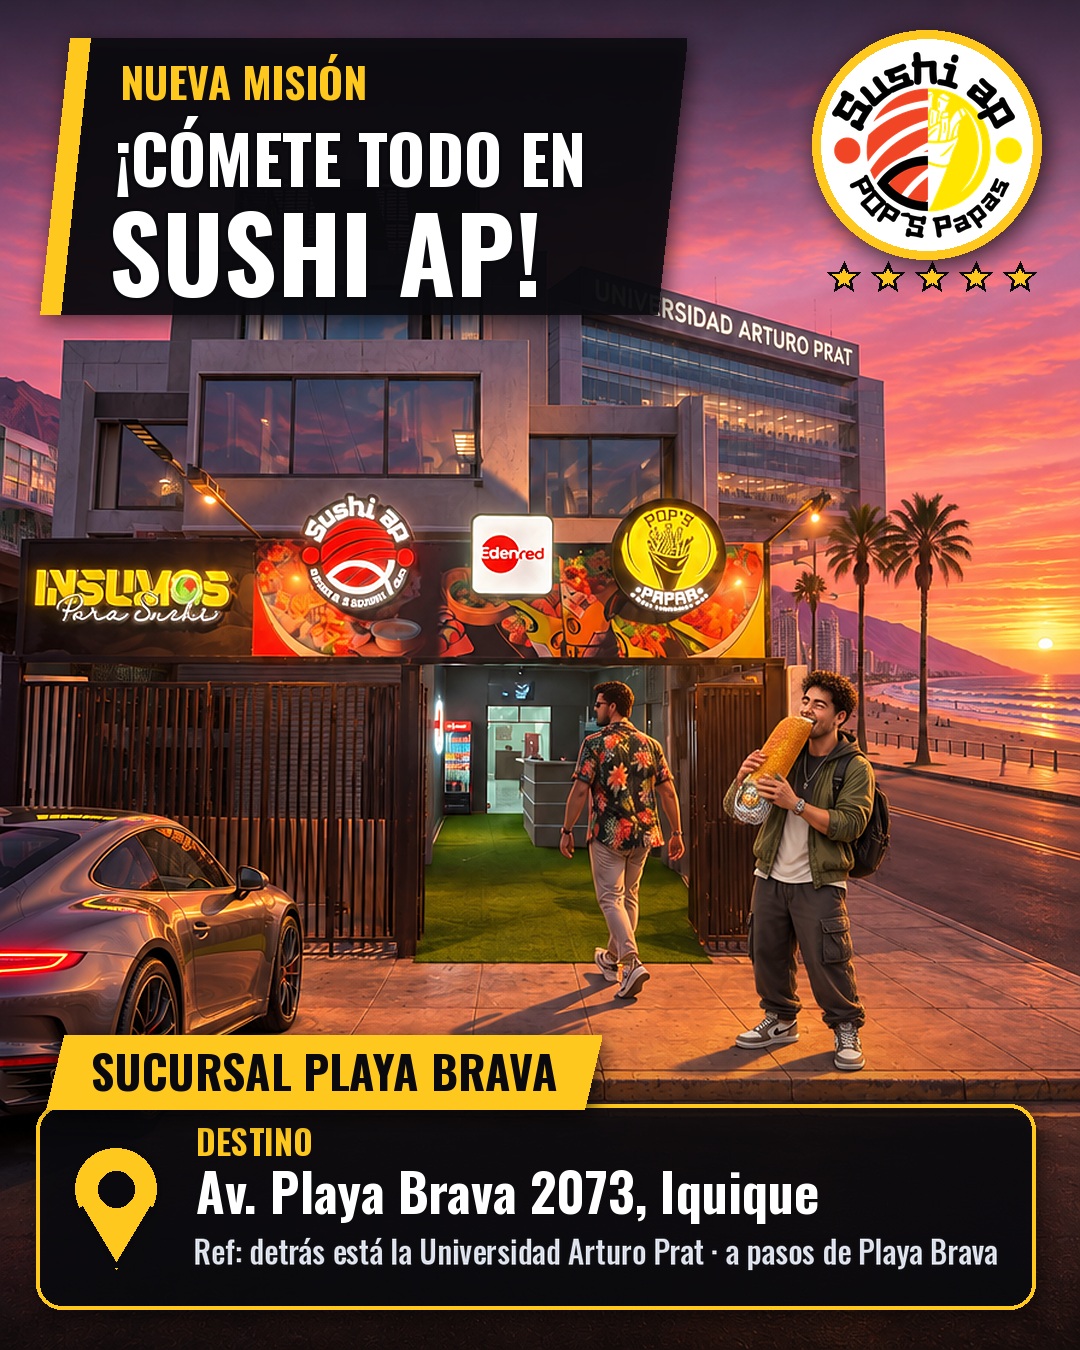 NUEVA MISIÓN
¡CÓMETE TODO EN
SUSHI AP!
Sushi ap
POP'S Papas
UNIVERSIDAD ARTURO PRAT
Sushi ap
Edenred
POP'S
PAPAS
INSUMOS
Para Sushi
SUCURSAL PLAYA BRAVA
DESTINO
Av. Playa Brava 2073, Iquique
Ref: detrás está la Universidad Arturo Prat · a pasos de Playa Brava